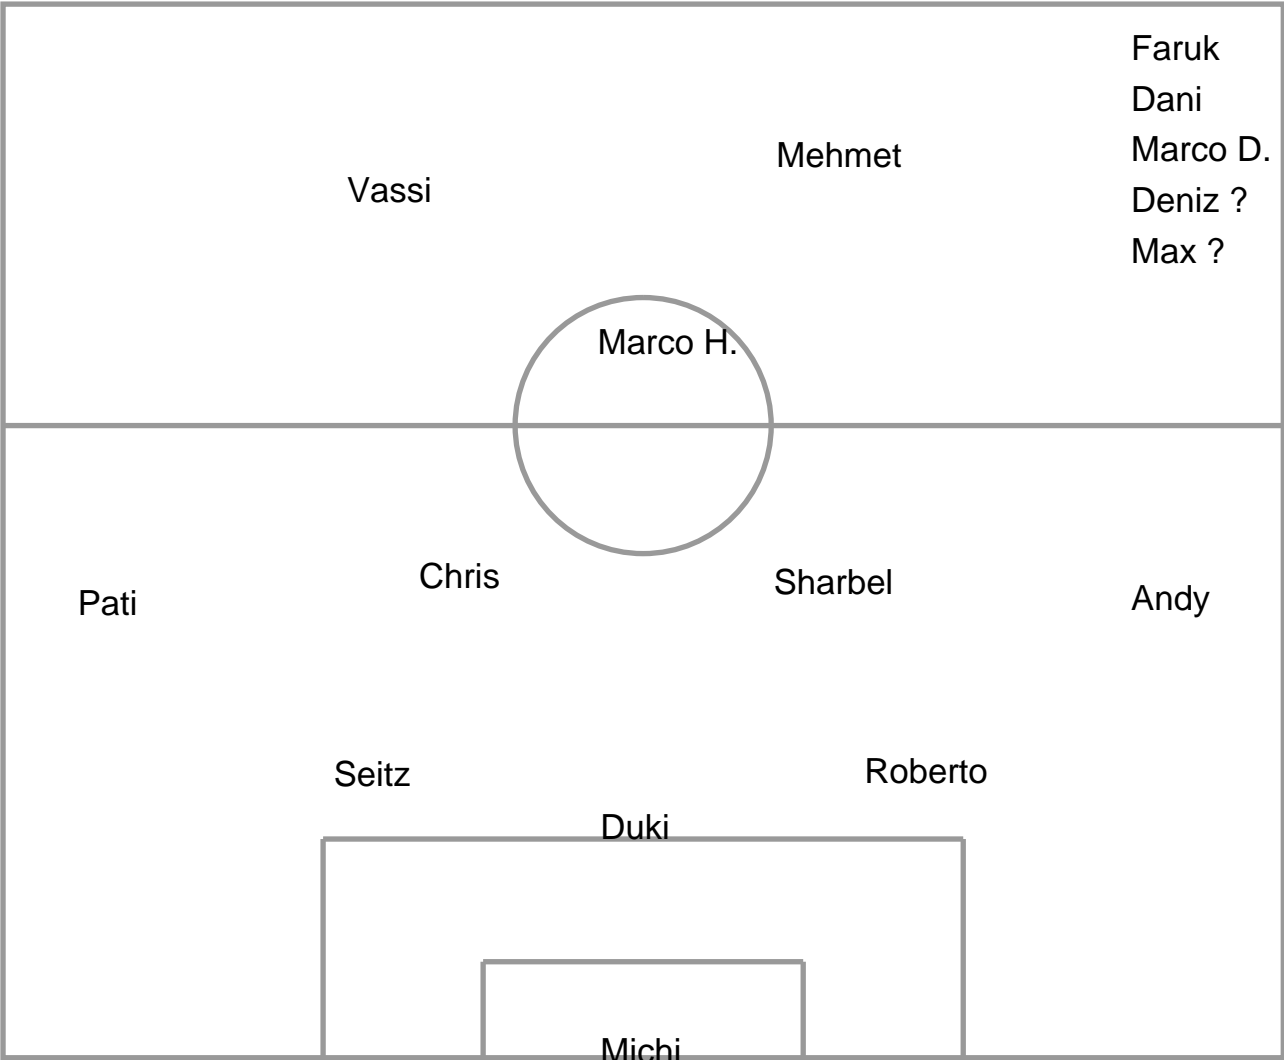 Faruk
Dani
Marco D.
Deniz ?
Max ?
Mehmet
Vassi
Marco H.
Chris
Sharbel
Pati
Andy
Seitz
Roberto
Duki
Michi